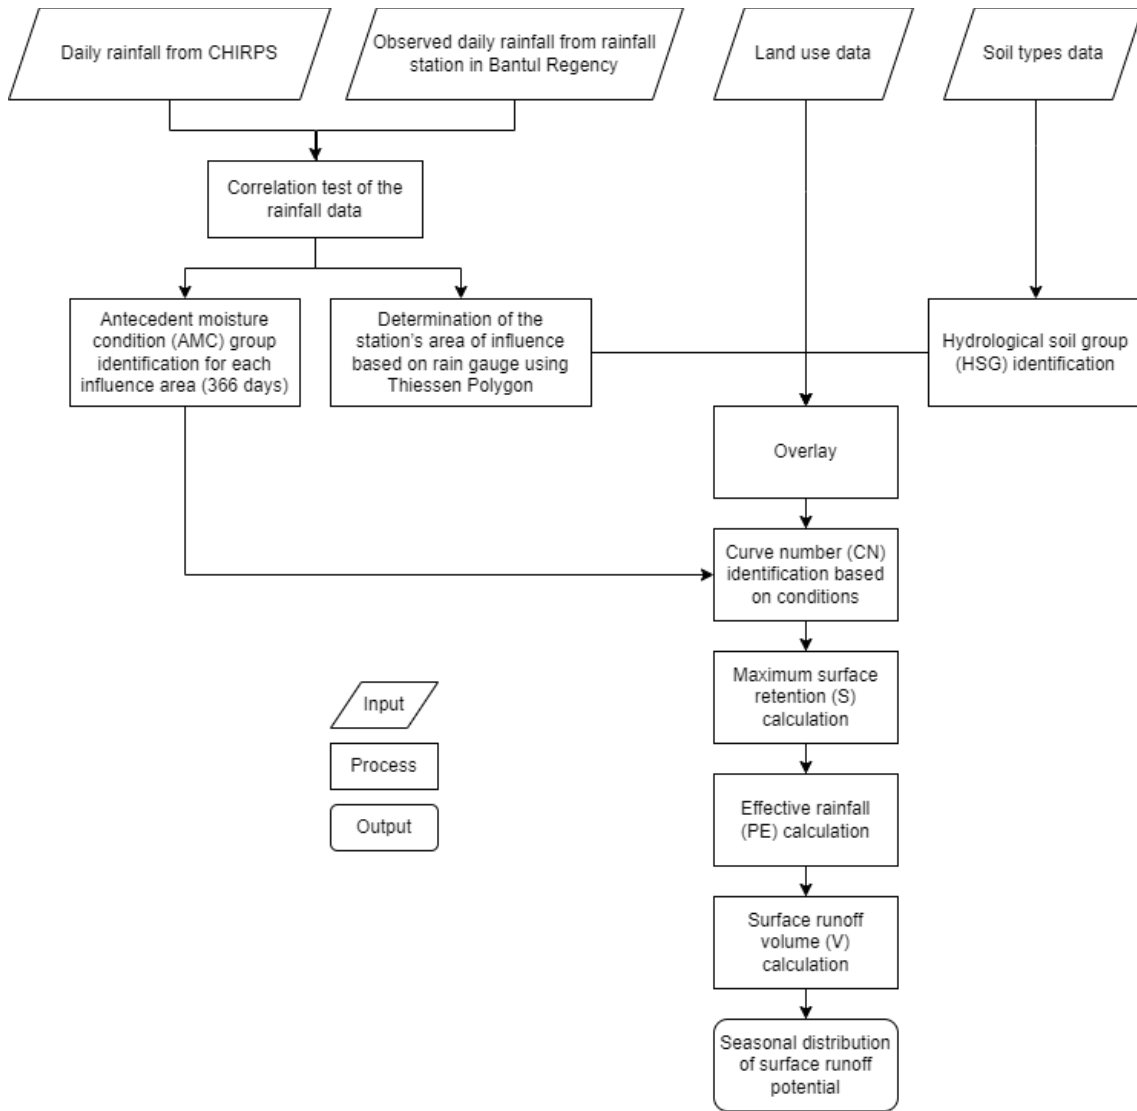 Daily rainfall from CHIRPS
Observed daily rainfall from rainfall
station in Bantul Regency
Land use data
Soil types data
Correlation test of the
rainfall data
Antecedent moisture
condition (AMC) group
identification for each
influence area (366 days)
Determination of the
station's area of influence
based on rain gauge using
Thiessen Polygon
Hydrological soil group
(HSG) identification
Overlay
Curve number (CN)
identification based
on conditions
Maximum surface
retention (S)
calculation
Input
Process
Output
Effective rainfall
(PE) calculation
Surface runoff
volume (V)
calculation
Seasonal distribution
of surface runoff
potential